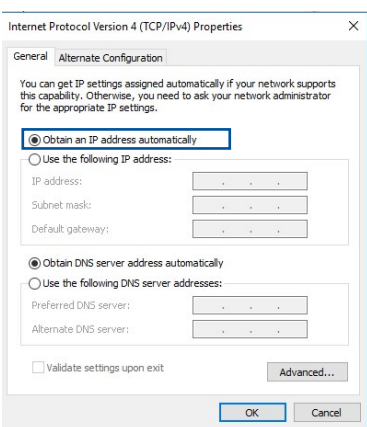 Internet Protocol Version 4 (TCP/IPv4) Properties
General Alternate Configuration
You can get IP settings assigned automatically if your network supports
this capability. Otherwise, you need to ask your network administrator
for the appropriate IP settings.
Obtain an IP address automatically
Use the following IP address:
IP address:
Subnet mask:
Default gateway:
Obtain DNS server address automatically
Use the following DNS server addresses:
Preferred DNS server:
Alternate DNS server:
Validate settings upon exit
Advanced...
OK Cancel